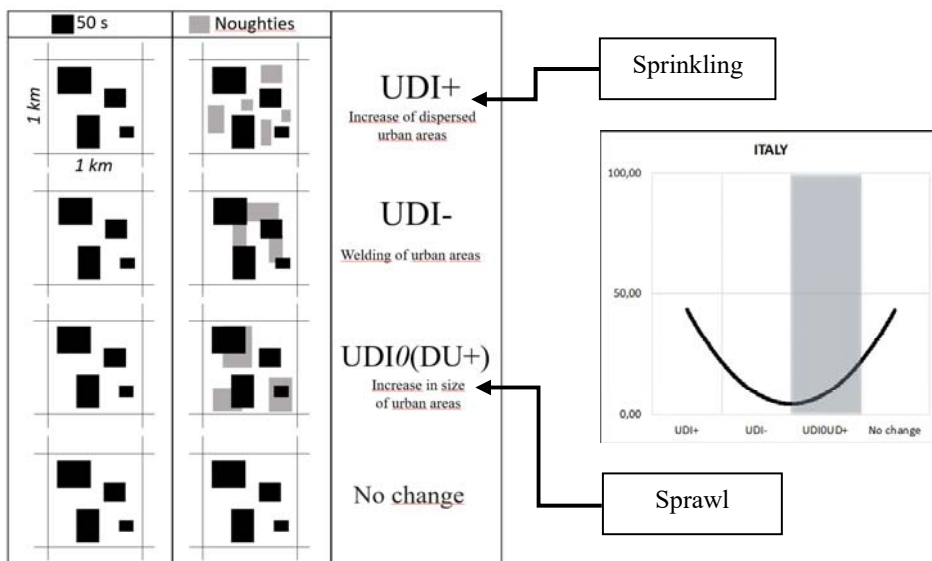 50 s
Noughties
1 km
1 km
UDI+
Increase of dispersed
urban areas
UDI-
Welding of urban areas
UDI0(DU+)
Increase in size
of urban areas
No change
Sprinkling
ITALY
100,00
50,00
0,00
UDI+ UDI- UDI0UD+ No change
Sprawl